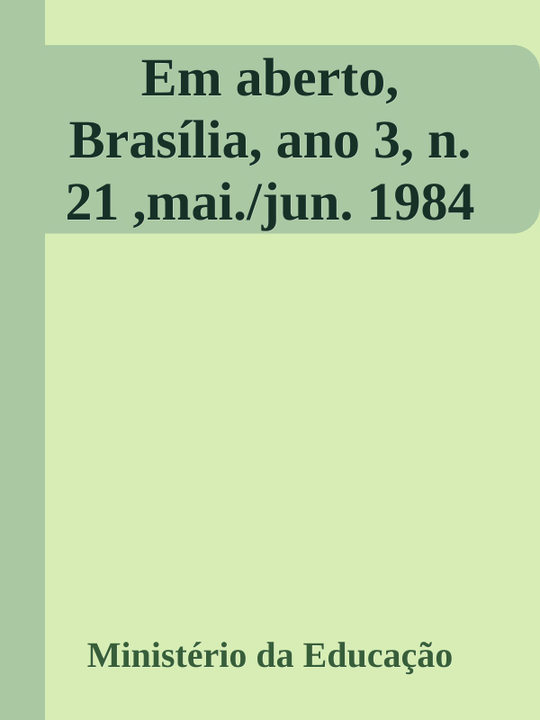 Em aberto,
Brasília, ano 3, n.
21 ,mai./jun. 1984
Ministério da Educação